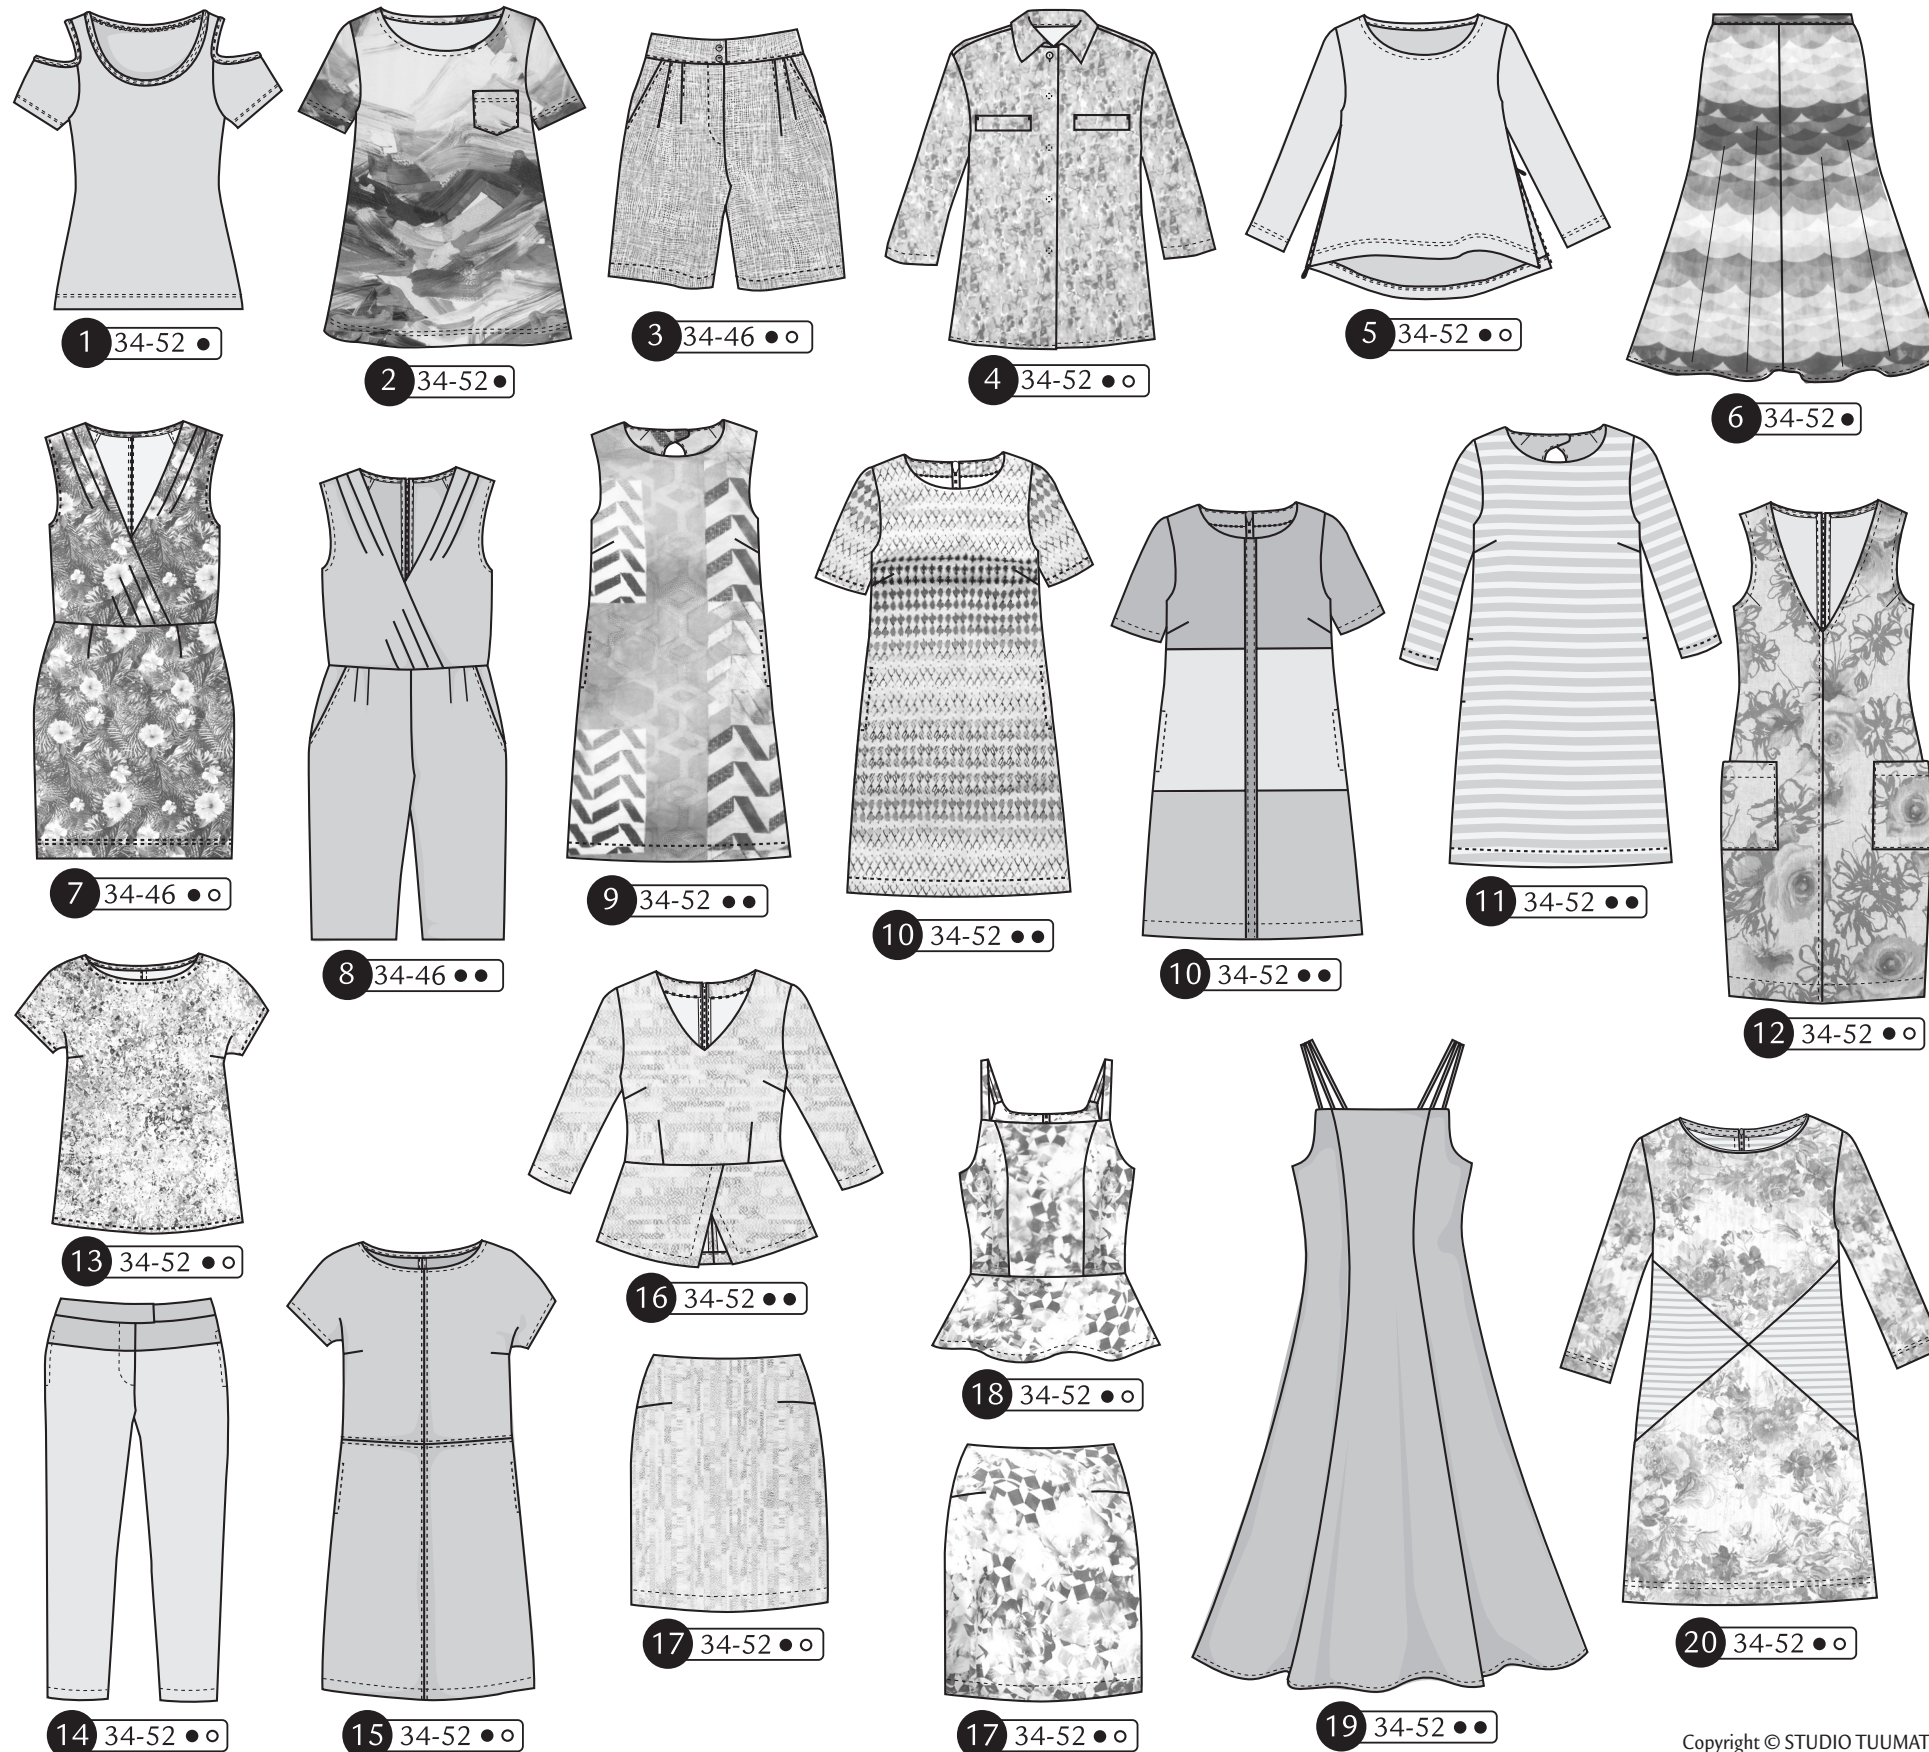 1 34-52 ●
2 34-52 ●
3 34-46 ● ○
4 34-52 ● ○
5 34-52 ● ○
6 34-52 ●
7 34-46 ● ○
8 34-46 ● ●
9 34-52 ● ●
10 34-52 ● ●
10 34-52 ● ●
11 34-52 ● ●
12 34-52 ● ○
13 34-52 ● ○
16 34-52 ● ●
18 34-52 ● ○
17 34-52 ● ○
20 34-52 ● ○
14 34-52 ● ○
15 34-52 ● ○
17 34-52 ● ○
19 34-52 ● ●
Copyright © STUDIO TUUMAT